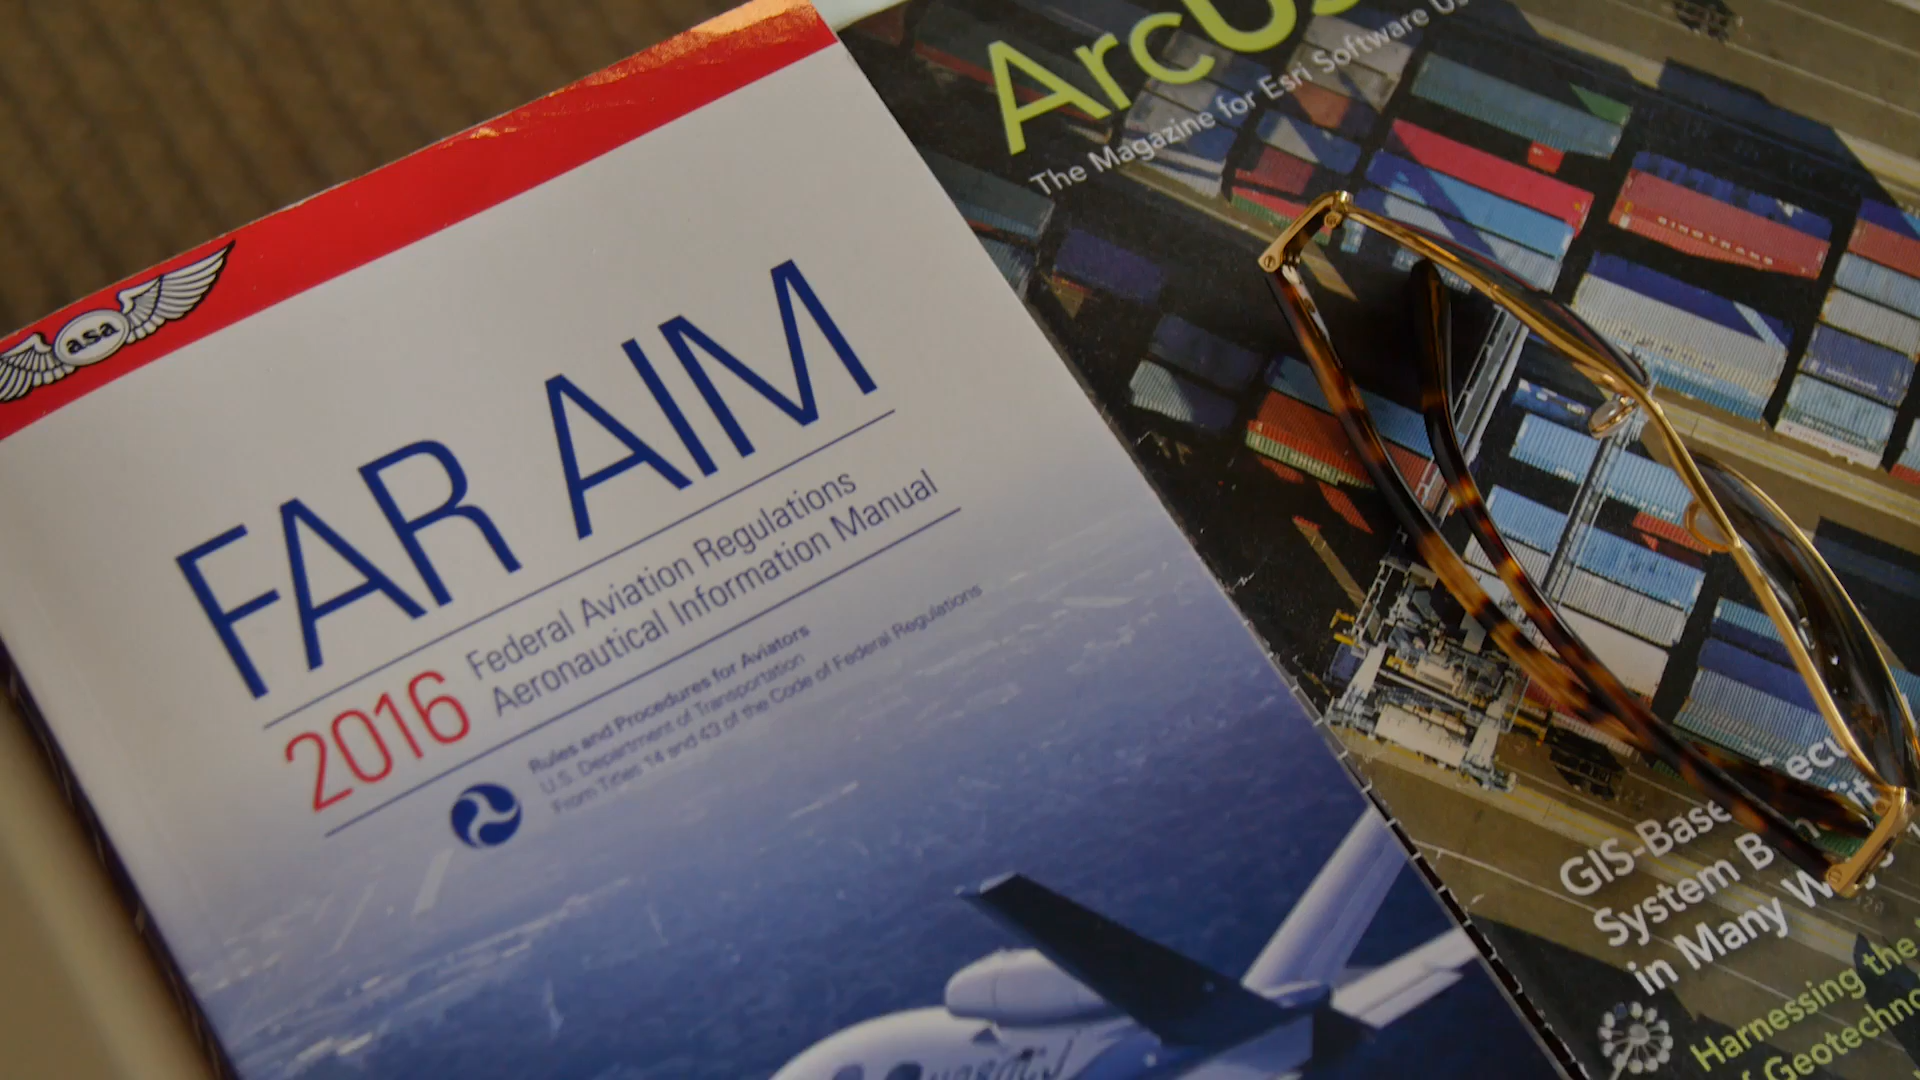 asa
FAR AIM
2016
Federal Aviation Regulations
Aeronautical Information Manual
Rules and Procedures for Aviators
U.S. Department of Transportation
From Titles 14 and 43 of the Code of Federal Regulations
The Magazine for Esri Software
GIS-Base
System
in Many
Harnessing the
Geotechno